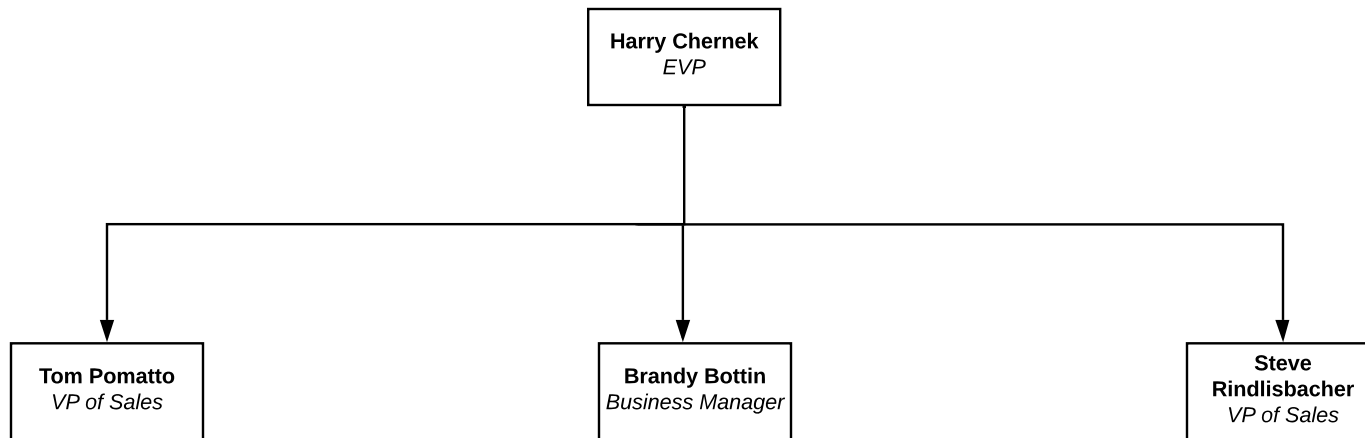 Harry Chernek
EVP
Tom Pomatto
VP of Sales
Brandy Bottin
Business Manager
Steve
Rindlisbacher
VP of Sales